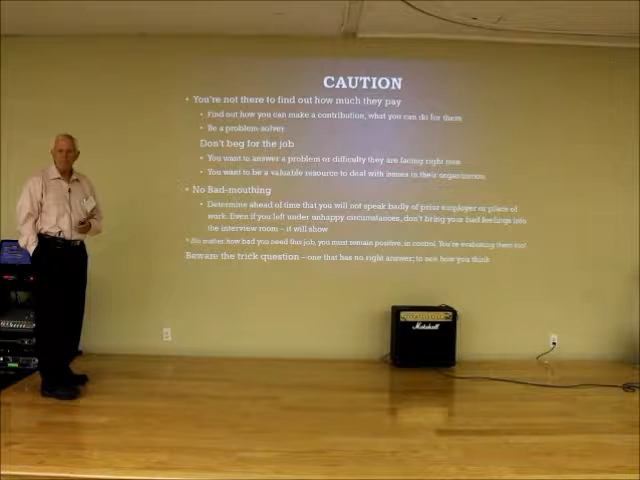 CAUTION
• You're not there to find out how much they pay
• Find out how you can make a contribution, what you can do for them
• Be a problem-solver
Don't beg for the job
• You want to answer a problem or difficulty they are facing right now
• You want to be a valuable resource to deal with issues in their organization
• No Bad-mouthing
• Determine ahead of time that you will not speak badly of prior employer or place of
work. Even if you left under unhappy circumstances, don't bring your bad feelings into
the interview room – it will show
* No matter how bad you need the job, you must remain positive, in control. You're evaluating them too!
Beware the trick question – one that has no right answer; to see how you think
Marshall